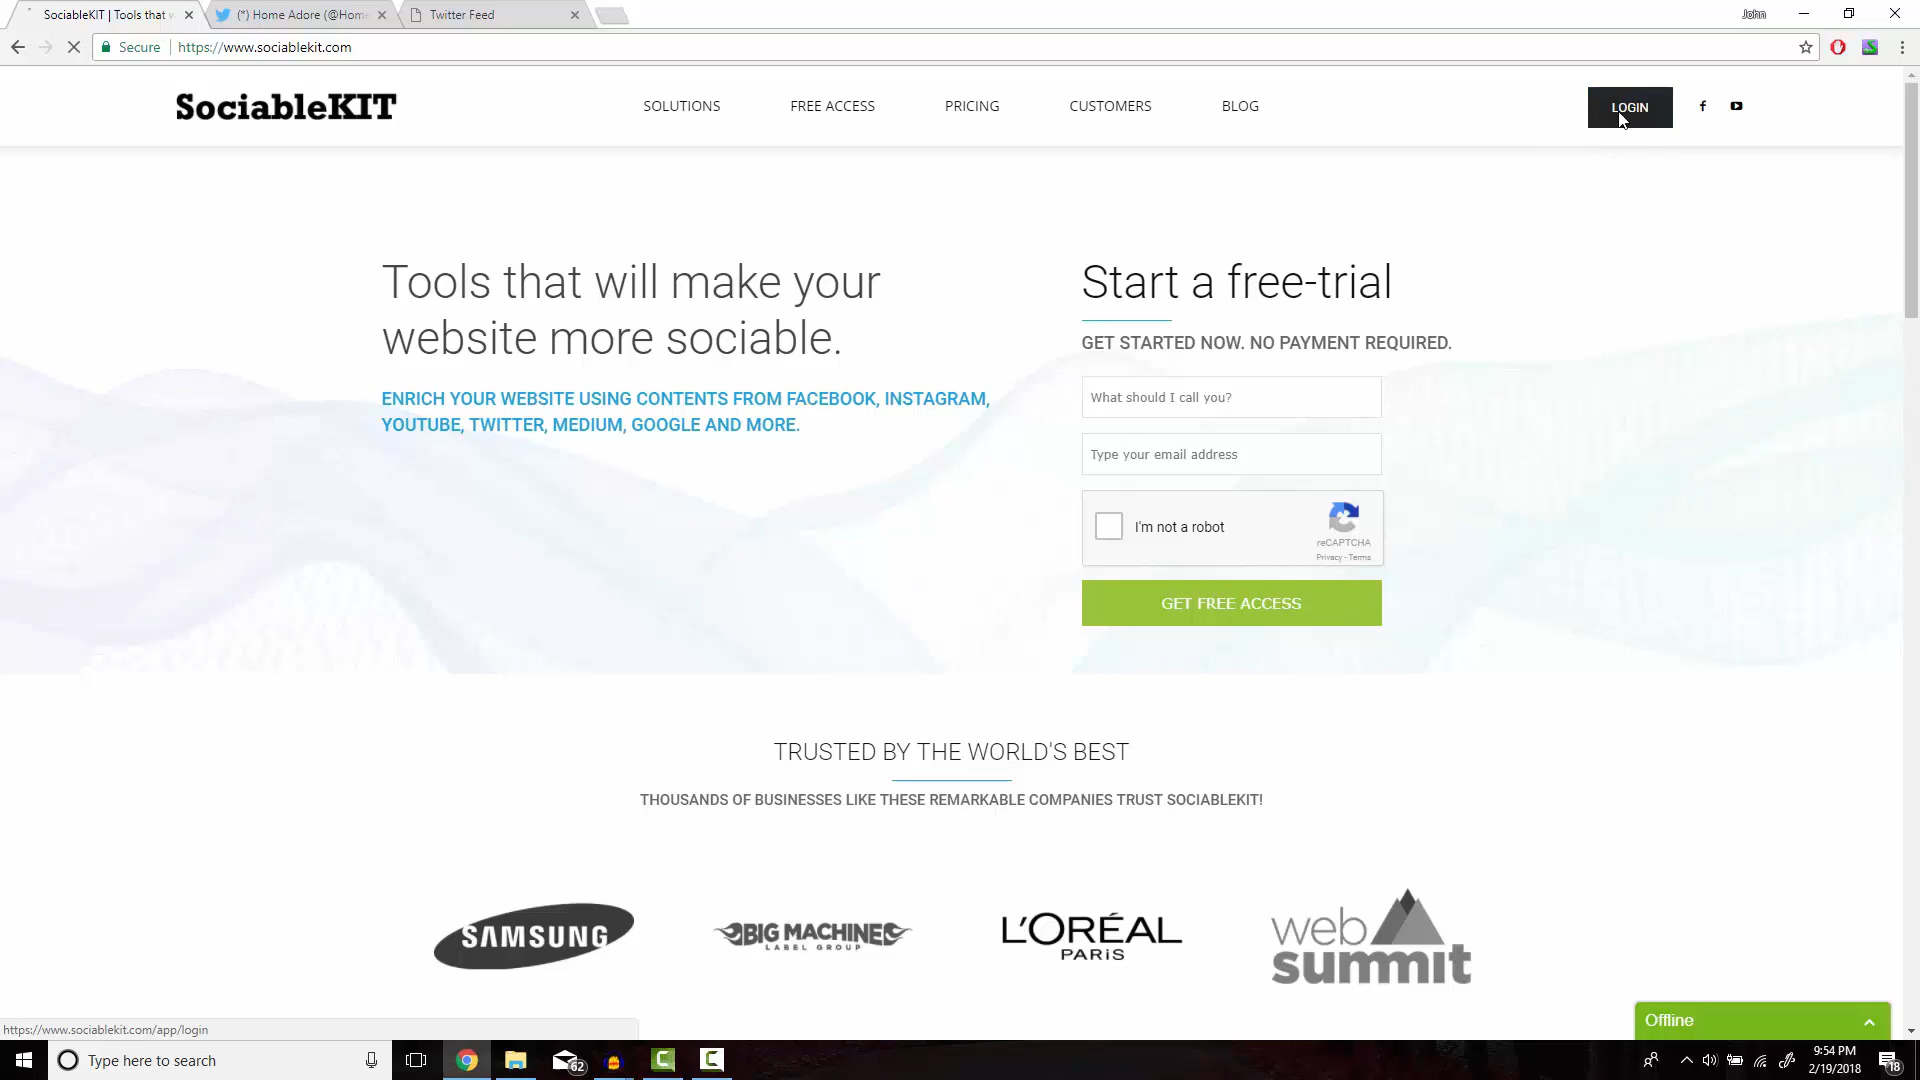 SociableKIT | Tools that w
(*) Home Adore (@Home
Twitter Feed
John
Secure
https://www.sociablekit.com
SociableKIT
SOLUTIONS
FREE ACCESS
PRICING
CUSTOMERS
BLOG
LOGIN
Tools that will make your
website more sociable.
ENRICH YOUR WEBSITE USING CONTENTS FROM FACEBOOK, INSTAGRAM,
YOUTUBE, TWITTER, MEDIUM, GOOGLE AND MORE.
Start a free-trial
GET STARTED NOW. NO PAYMENT REQUIRED.
What should I call you?
Type your email address
I'm not a robot
reCAPTCHA
Privacy - Terms
GET FREE ACCESS
TRUSTED BY THE WORLD'S BEST
THOUSANDS OF BUSINESSES LIKE THESE REMARKABLE COMPANIES TRUST SOCIABLEKIT!
SAMSUNG
BIG MACHINE
LABEL GROUP
L'ORÉAL
PARiS
web
summit
https://www.sociablekit.com/app/login
Offline
Type here to search
62
9:54 PM
2/19/2018
18